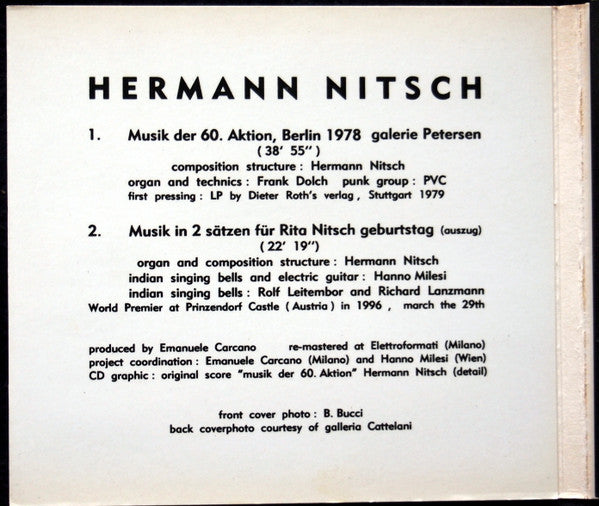 HERMANN NITSCH
1. Musik der 60. Aktion, Berlin 1978 galerie Petersen
(38' 55")
composition structure : Hermann Nitsch
organ and technics : Frank Dolch punk group : PVC
first pressing : LP by Dieter Roth's verlag, Stuttgart 1979
2. Musik in 2 sätzen für Rita Nitsch geburtstag (auszug)
(22' 19")
organ and composition structure : Hermann Nitsch
indian singing bells and electric guitar : Hanno Milesi
indian singing bells : Rolf Leitembor and Richard Lanzmann
World Premier at Prinzendorf Castle (Austria) in 1996 , march the 29th
produced by Emanuele Carcano re-mastered at Elettroformati (Milano)
project coordination : Emanuele Carcano (Milano) and Hanno Milesi (Wien)
CD graphic : original score "musik der 60. Aktion" Hermann Nitsch (detail)
front cover photo : B. Bucci
back coverphoto courtesy of galleria Cattelani